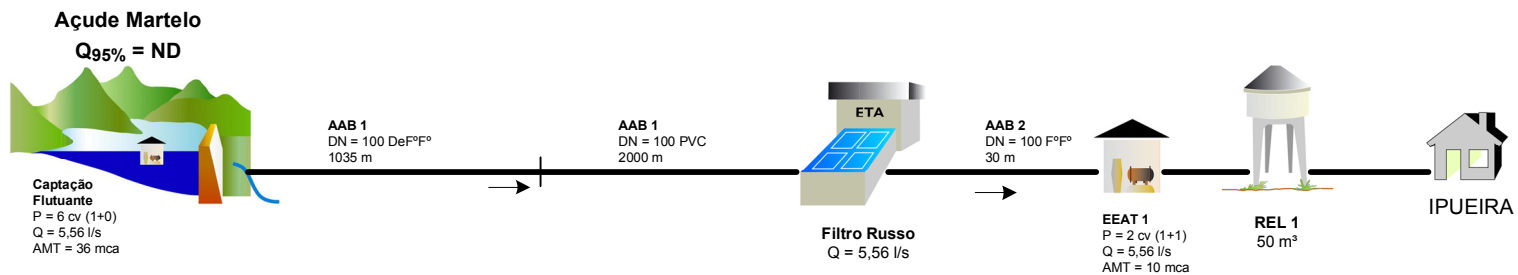 Açude Martelo
Q95% = ND
Captação
Flutuante
P = 6 cv (1+0)
Q = 5,56 l/s
AMT = 36 mca
AAB 1
DN = 100 DeFºFº
1035 m
AAB 1
DN = 100 PVC
2000 m
ETA
Filtro Russo
Q = 5,56 l/s
AAB 2
DN = 100 FºFº
30 m
EEAT 1
P = 2 cv (1+1)
Q = 5,56 l/s
AMT = 10 mca
REL 1
50 m³
IPUEIRA